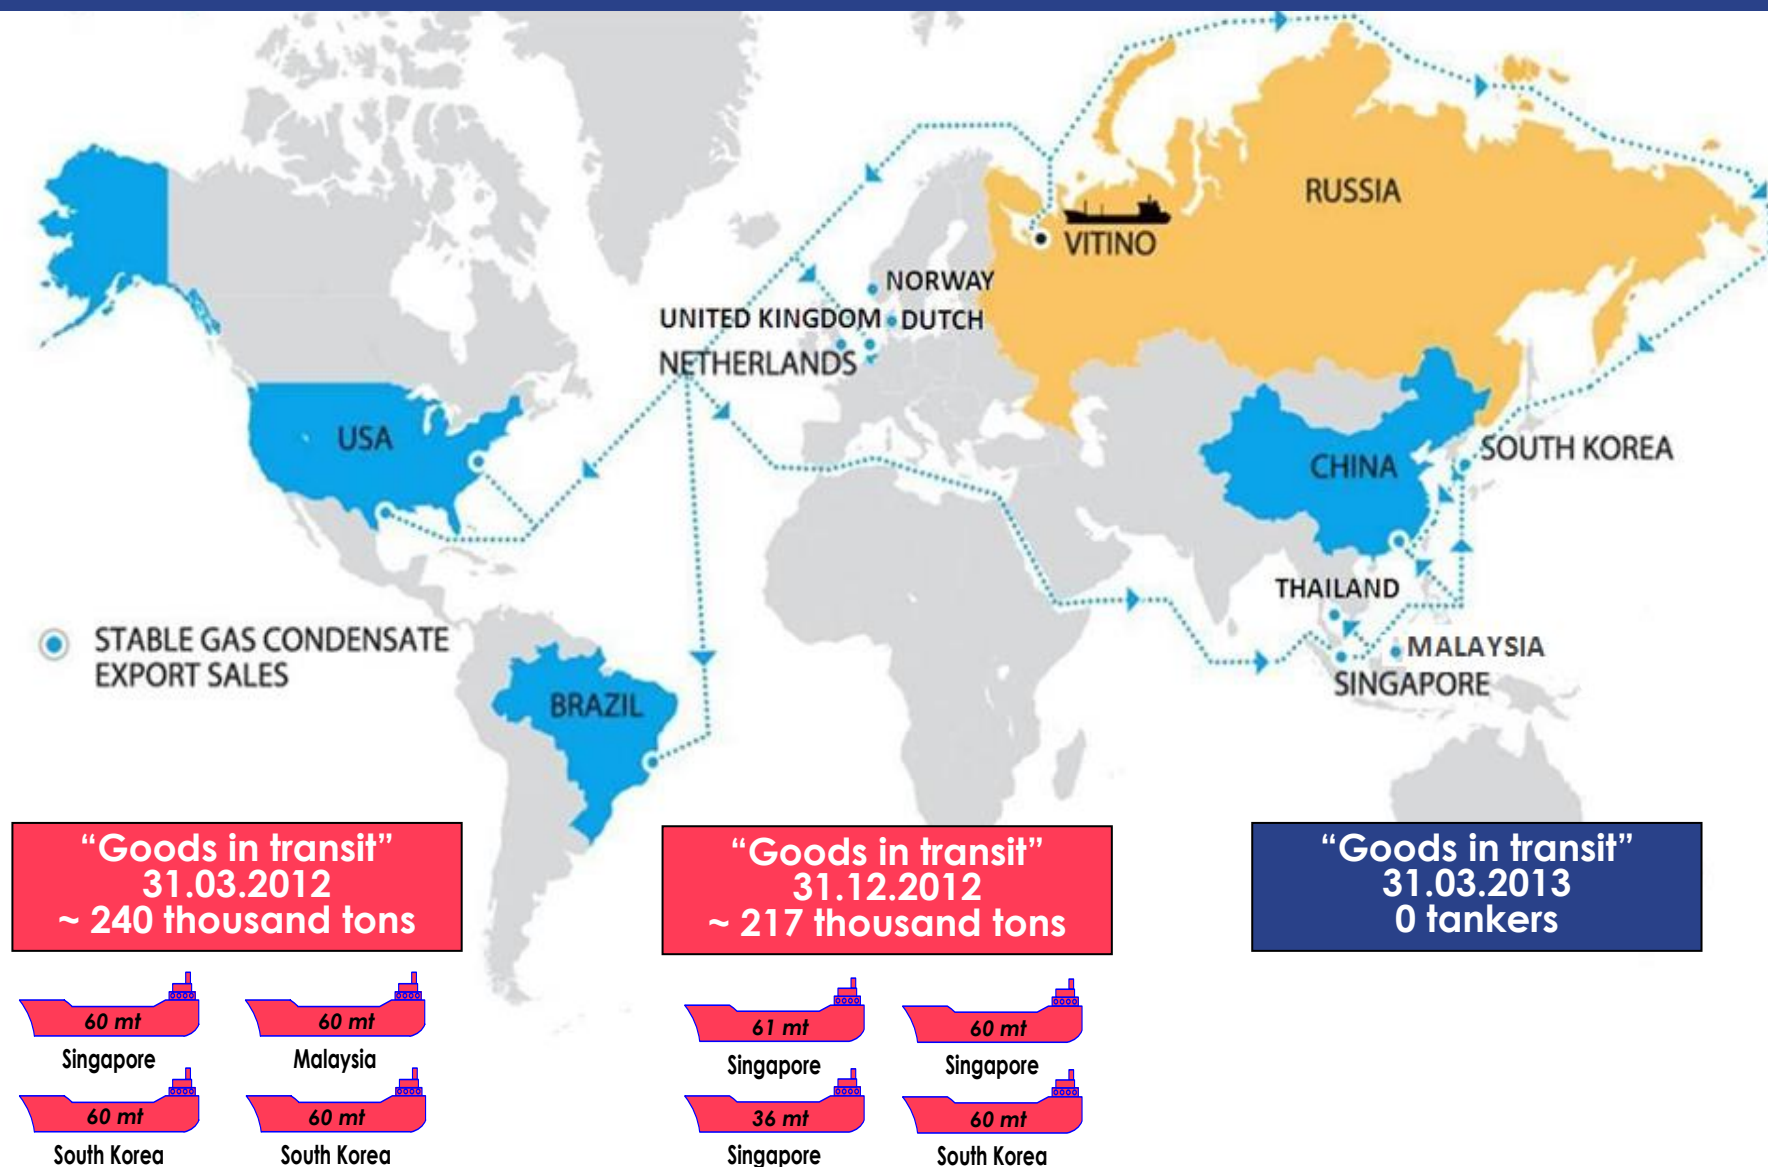 RUSSIA
VITINO
NORWAY
UNITED KINGDOM
DUTCH
NETHERLANDS
USA
CHINA
SOUTH KOREA
THAILAND
MALAYSIA
SINGAPORE
STABLE GAS CONDENSATE
EXPORT SALES
BRAZIL
“Goods in transit”
31.03.2012
~ 240 thousand tons
60 mt
Singapore
60 mt
Malaysia
60 mt
South Korea
60 mt
South Korea
“Goods in transit”
31.12.2012
~ 217 thousand tons
61 mt
Singapore
60 mt
Singapore
36 mt
Singapore
60 mt
South Korea
“Goods in transit”
31.03.2013
0 tankers